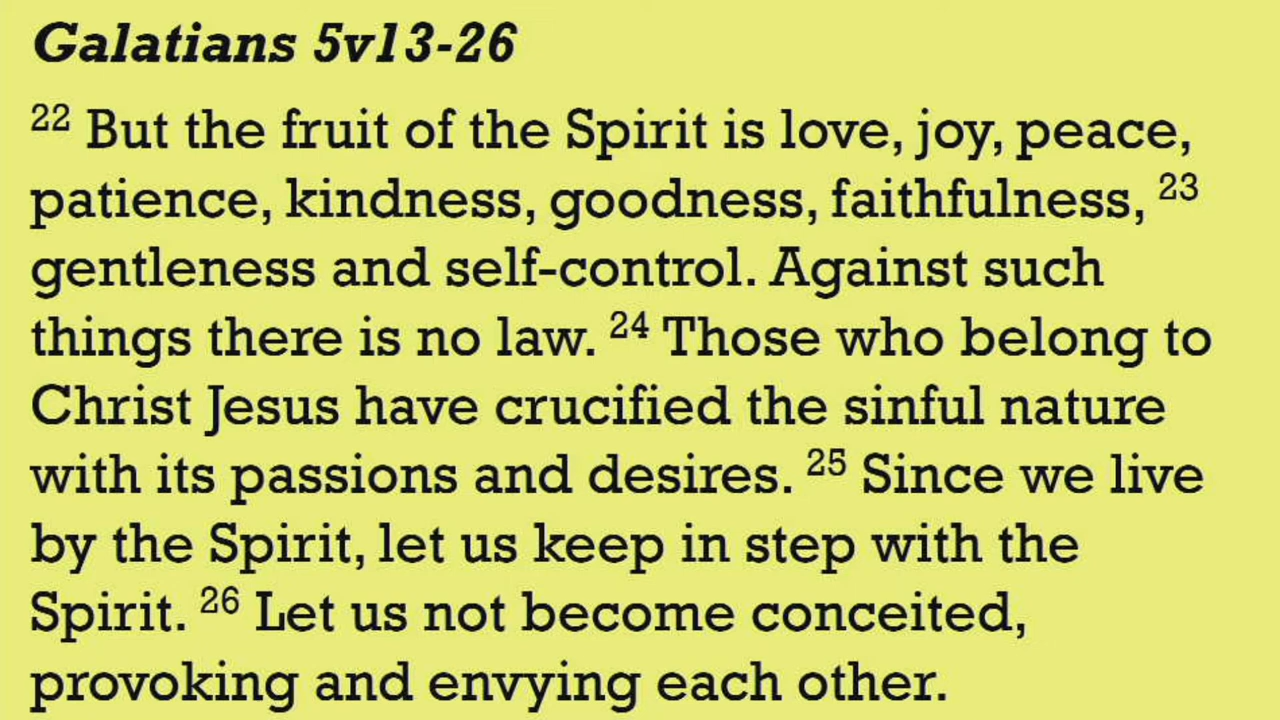 Galatians 5v13-26
22 But the fruit of the Spirit is love, joy, peace,
patience, kindness, goodness, faithfulness, 23
gentleness and self-control. Against such
things there is no law. 24 Those who belong to
Christ Jesus have crucified the sinful nature
with its passions and desires. 25 Since we live
by the Spirit, let us keep in step with the
Spirit. 26 Let us not become conceited,
provoking and envying each other.